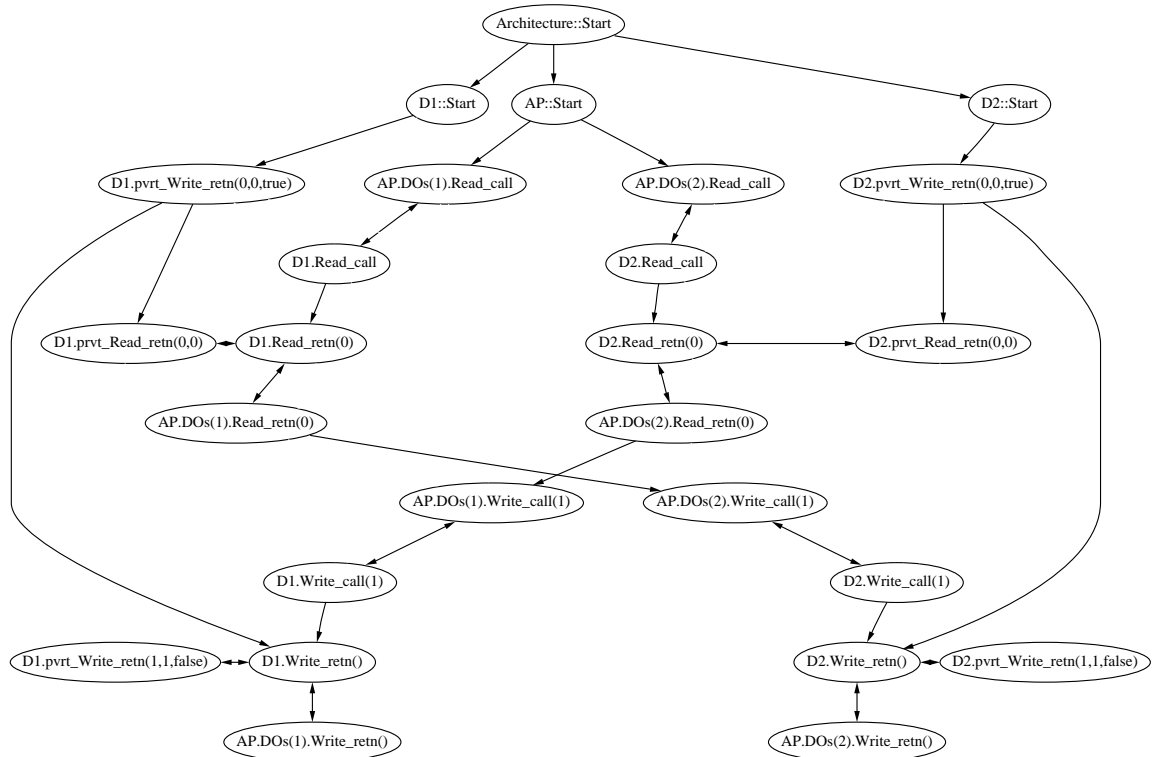 Architecture::Start
D1::Start
AP::Start
D2::Start
D1.pvrt_Write_retn(0,0,true)
AP.DOs(1).Read_call
AP.DOs(2).Read_call
D2.pvrt_Write_retn(0,0,true)
D1.Read_call
D2.Read_call
D1.prvt_Read_retn(0,0)
D1.Read_retn(0)
D2.Read_retn(0)
D2.prvt_Read_retn(0,0)
AP.DOs(1).Read_retn(0)
AP.DOs(2).Read_retn(0)
AP.DOs(1).Write_call(1)
AP.DOs(2).Write_call(1)
D1.Write_call(1)
D2.Write_call(1)
D1.pvrt_Write_retn(1,1,false)
D1.Write_retn()
D2.Write_retn()
D2.pvrt_Write_retn(1,1,false)
AP.DOs(1).Write_retn()
AP.DOs(2).Write_retn()